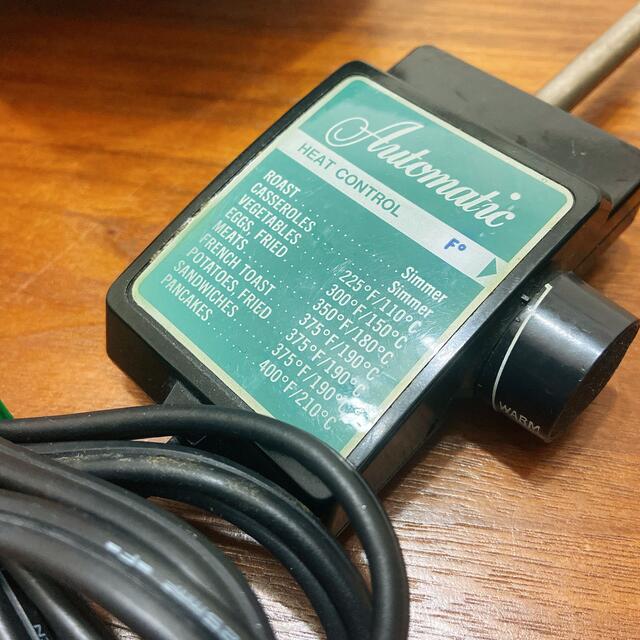 Automatic
HEAT CONTROL F°
ROAST Simmer
CASSEROLES Simmer
VEGETABLES 225°F/110°C
EGGS, FRIED 300°F/150°C
MEATS 350°F/180°C
FRENCH TOAST 375°F/190°C
POTATOES, FRIED 375°F/190°C
SANDWICHES 375°F/190°C
PANCAKES 400°F/210°C
WARM